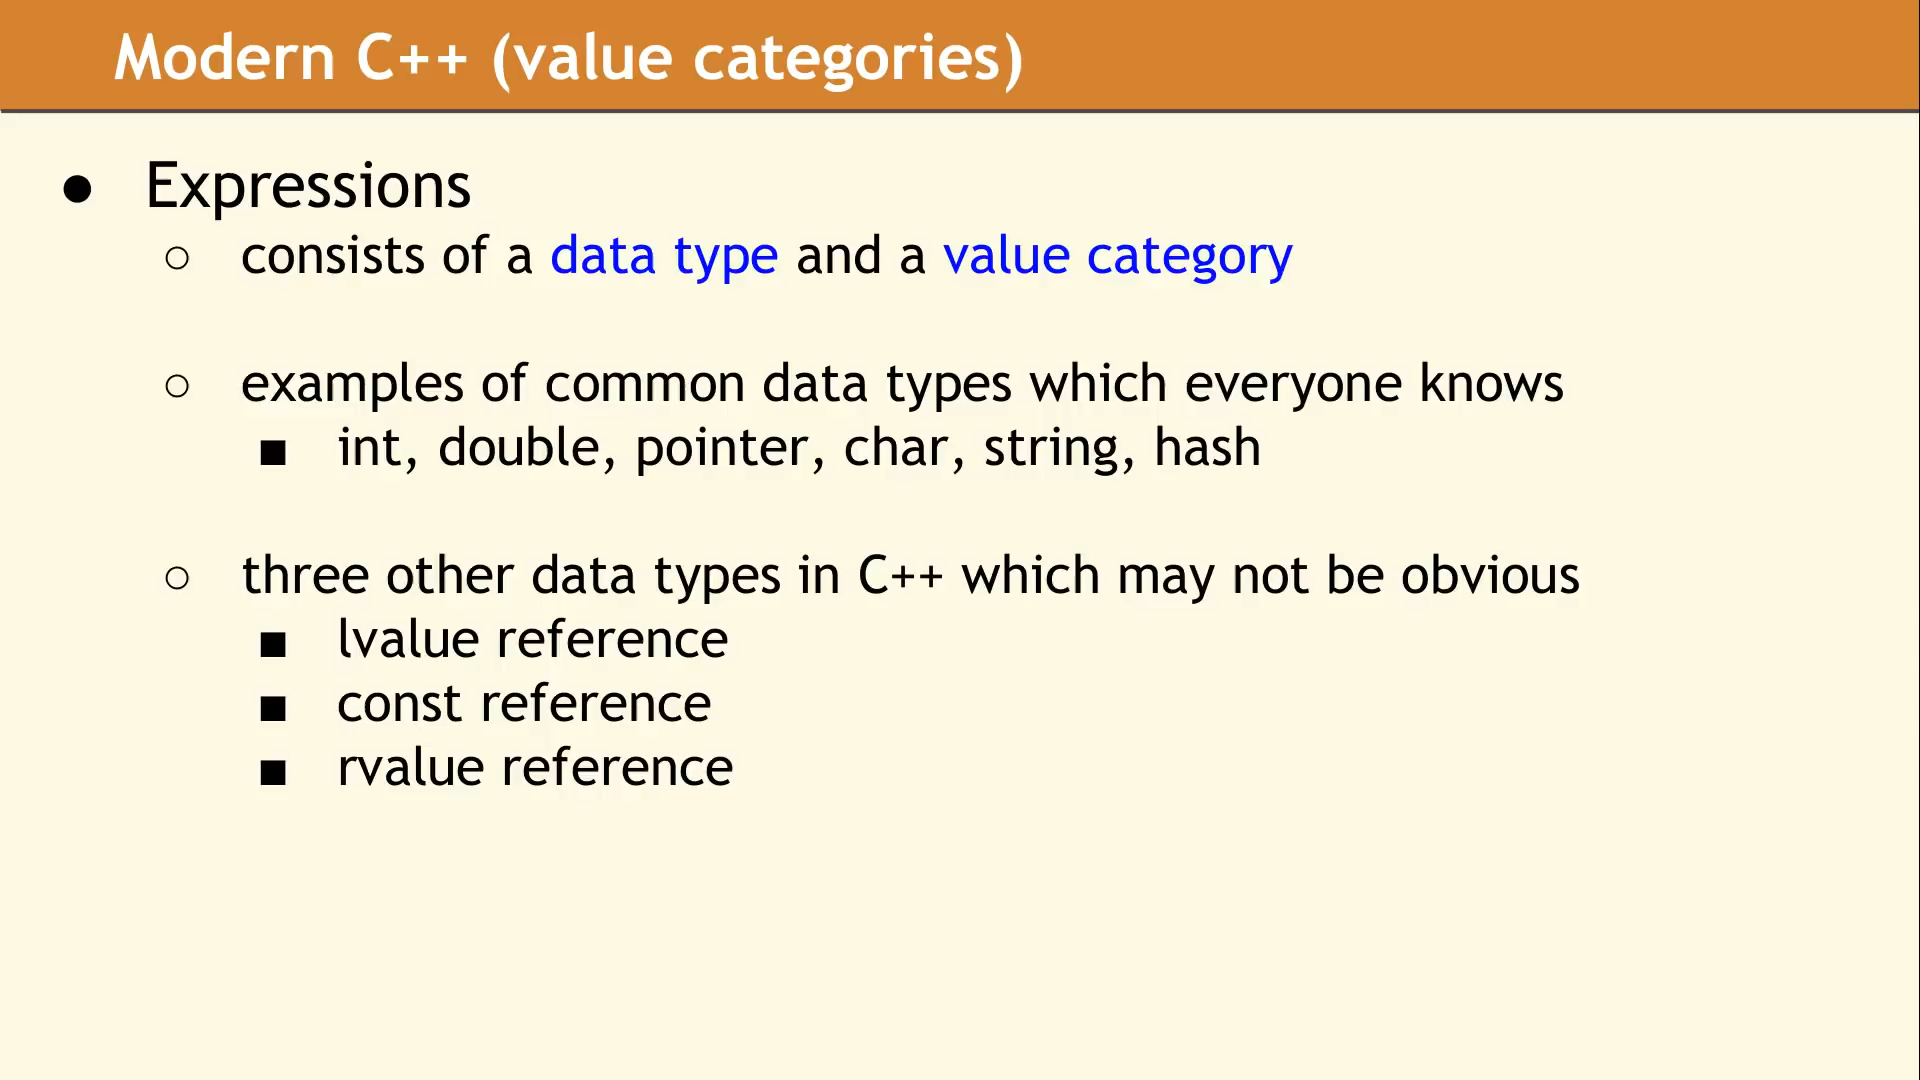 Modern C++ (value categories)
● Expressions
○ consists of a data type and a value category
○ examples of common data types which everyone knows
■ int, double, pointer, char, string, hash
○ three other data types in C++ which may not be obvious
■ lvalue reference
■ const reference
■ rvalue reference